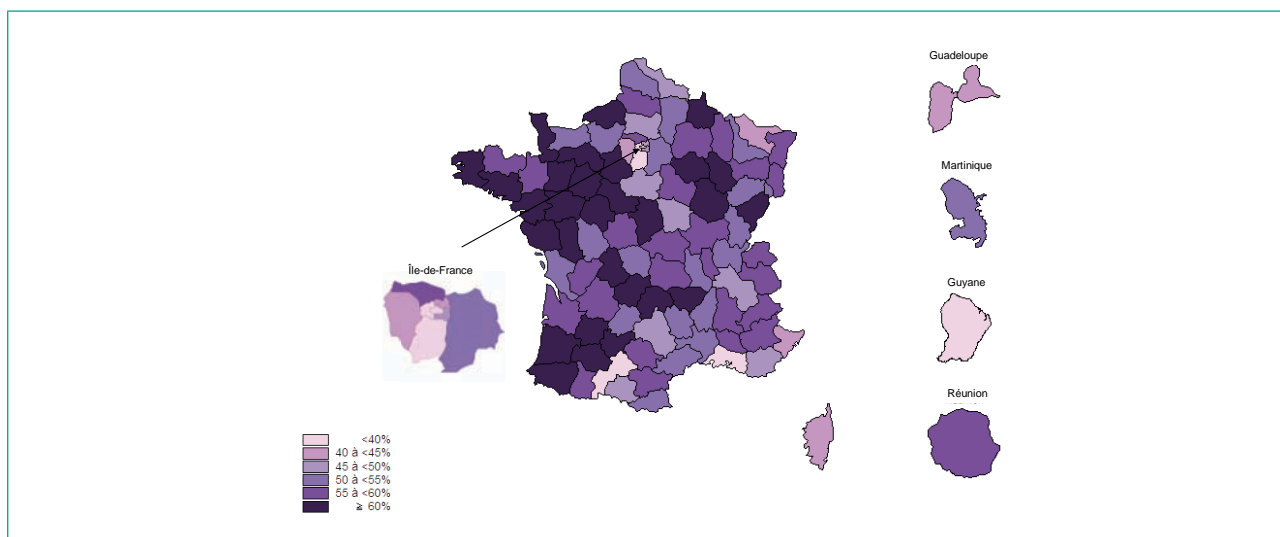 Guadeloupe
Martinique
Île-de-France
Guyane
Réunion
<40%
40 à <45%
45 à <50%
50 à <55%
55 à <60%
≥ 60%